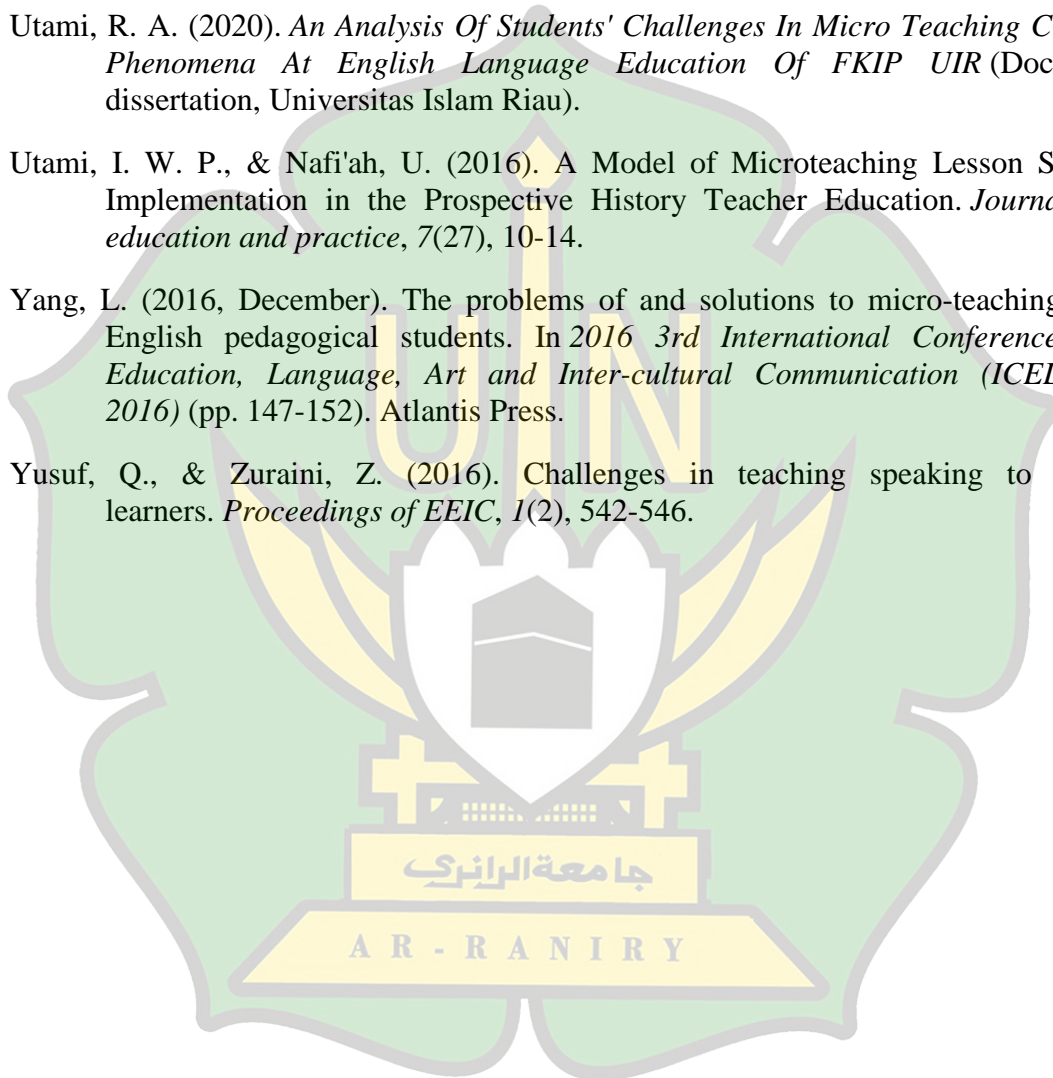 Utami, R. A. (2020). An Analysis Of Students' Challenges In Micro Teaching C
Phenomena At English Language Education Of FKIP UIR (Doc
dissertation, Universitas Islam Riau).
Utami, I. W. P., & Nafi'ah, U. (2016). A Model of Microteaching Lesson S
Implementation in the Prospective History Teacher Education. Journa
education and practice, 7(27), 10-14.
Yang, L. (2016, December). The problems of and solutions to micro-teaching
English pedagogical students. In 2016 3rd International Conference
Education, Language, Art and Inter-cultural Communication (ICEL
2016) (pp. 147-152). Atlantis Press.
Yusuf, Q., & Zuraini, Z. (2016). Challenges in teaching speaking to
learners. Proceedings of EEIC, 1(2), 542-546.
UIN
جامعة الرانري
AR-RANIRY